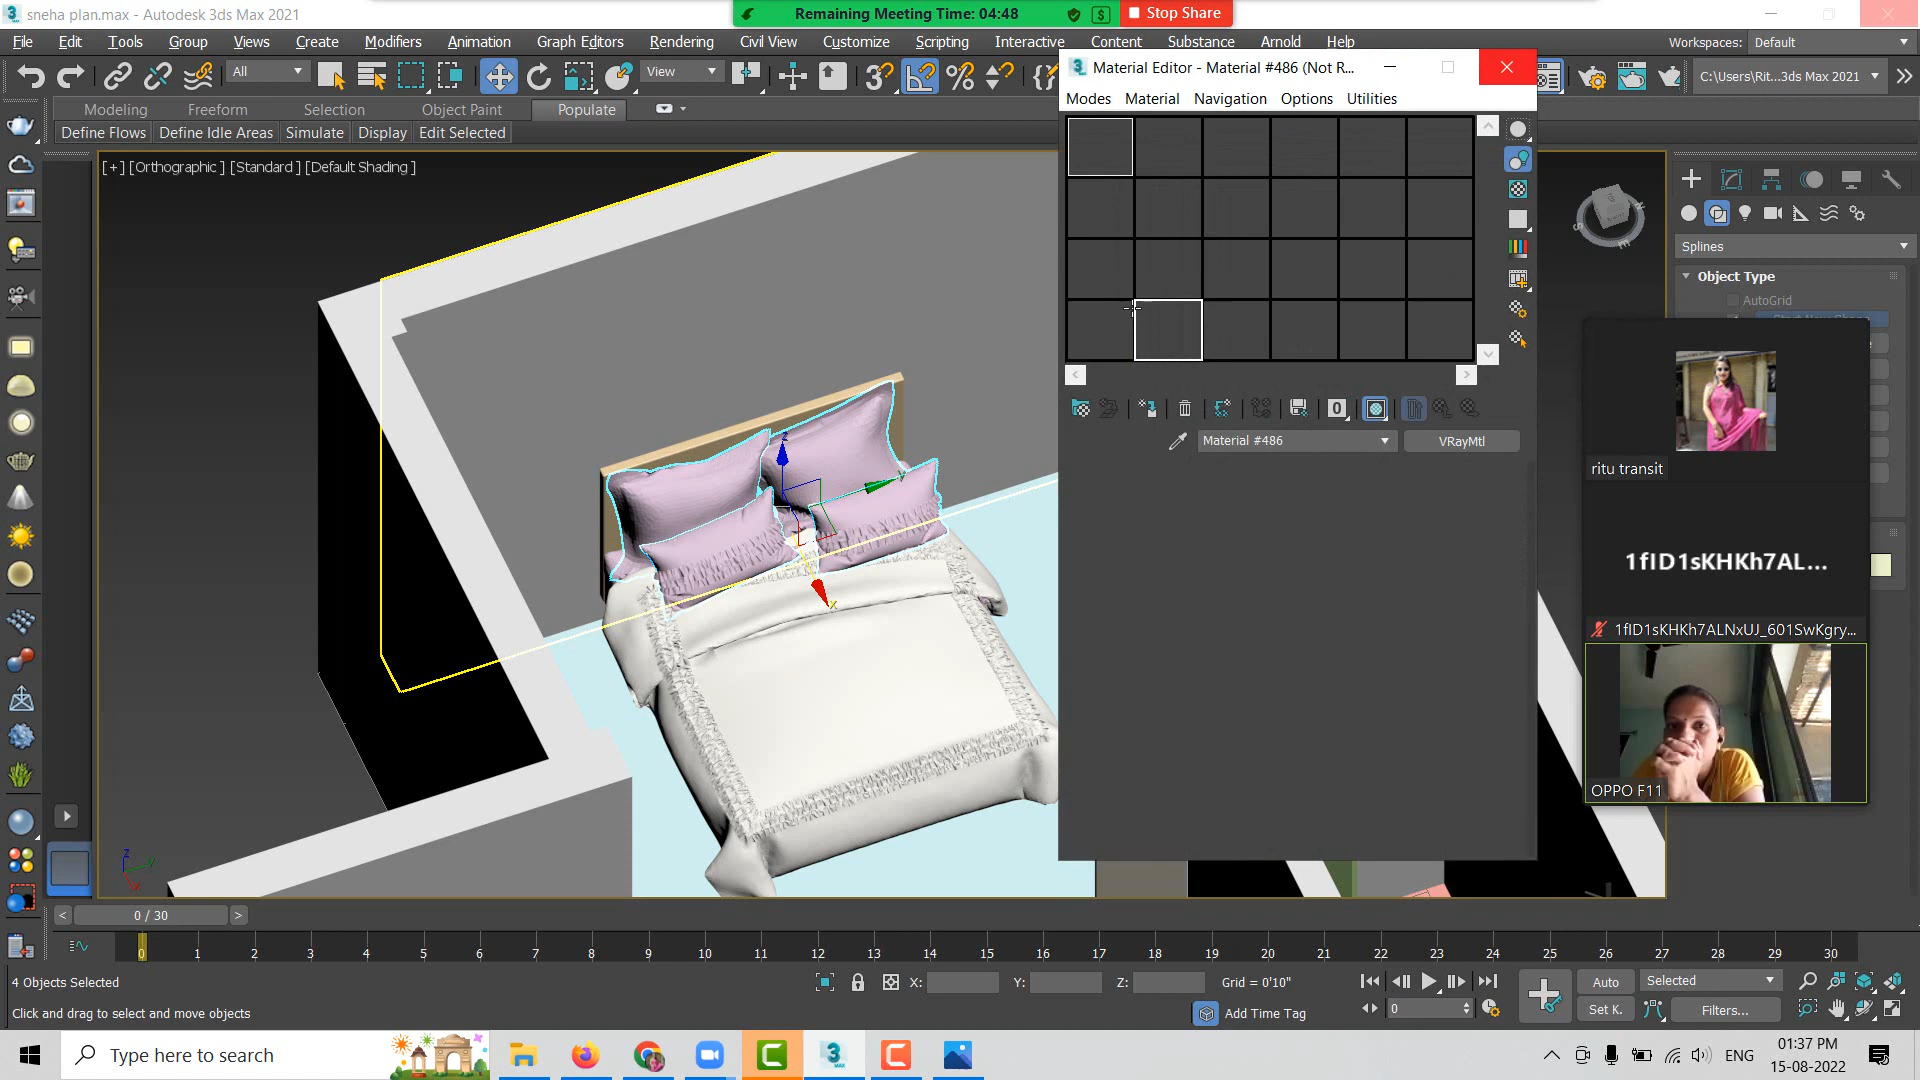 sneha plan.max - Autodesk 3ds Max 2021
Remaining Meeting Time: 04:48
Stop Share
File Edit Tools Group Views Create Modifiers Animation Graph Editors Rendering Civil View Customize Scripting Interactive Content Substance Arnold Help
Workspaces: Default
All
View
C:\Users\Rit...3ds Max 2021
Modeling Freeform Selection Object Paint Populate
Define Flows Define Idle Areas Simulate Display Edit Selected
[+] [Orthographic ] [Standard ] [Default Shading ]
Material Editor - Material #486 (Not R...
Modes Material Navigation Options Utilities
Material #486
VRayMtl
Splines
Object Type
AutoGrid
ritu transit
1fID1sKHKh7AL...
1fID1sKHKh7ALNxUJ_601SwKgry...
OPPO F11
0 / 30
0 1 2 3 4 5 6 7 8 9 10 11 12 13 14 15 16 17 18 19 20 21 22 23 24 25 26 27 28 29 30
4 Objects Selected
X: Y: Z: Grid = 0'10"
Auto
Selected
Click and drag to select and move objects
Add Time Tag
0
Set K.
Filters...
Type here to search
ENG
01:37 PM
15-08-2022